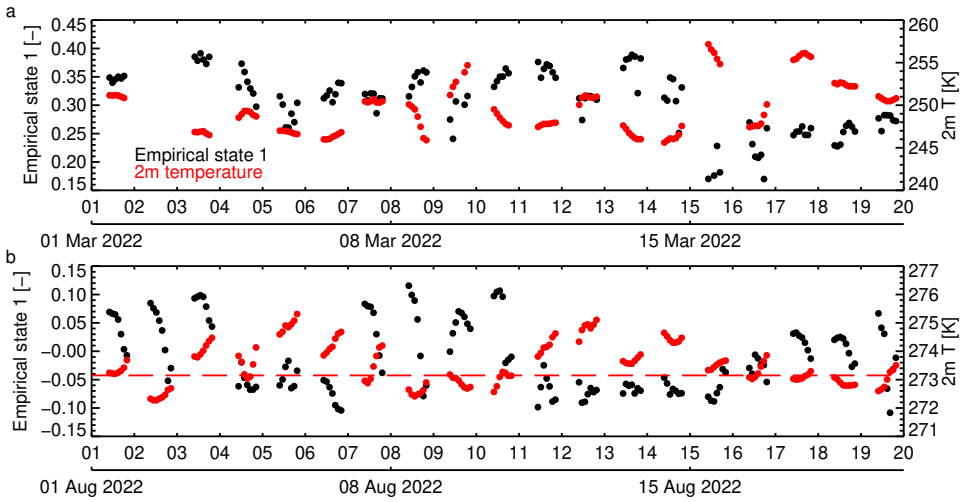 a
Empirical state 1 [-]
0.45
0.40
0.35
0.30
0.25
0.20
0.15
Empirical state 1
2m temperature
260
255
250
245
240
2m T [K]
01 02 03 04 05 06 07 08 09 10 11 12 13 14 15 16 17 18 19 20
01 Mar 2022 08 Mar 2022 15 Mar 2022
b
Empirical state 1 [-]
0.15
0.10
0.05
-0.00
-0.05
-0.10
-0.15
277
276
275
274
273
272
271
2m T [K]
01 02 03 04 05 06 07 08 09 10 11 12 13 14 15 16 17 18 19 20
01 Aug 2022 08 Aug 2022 15 Aug 2022